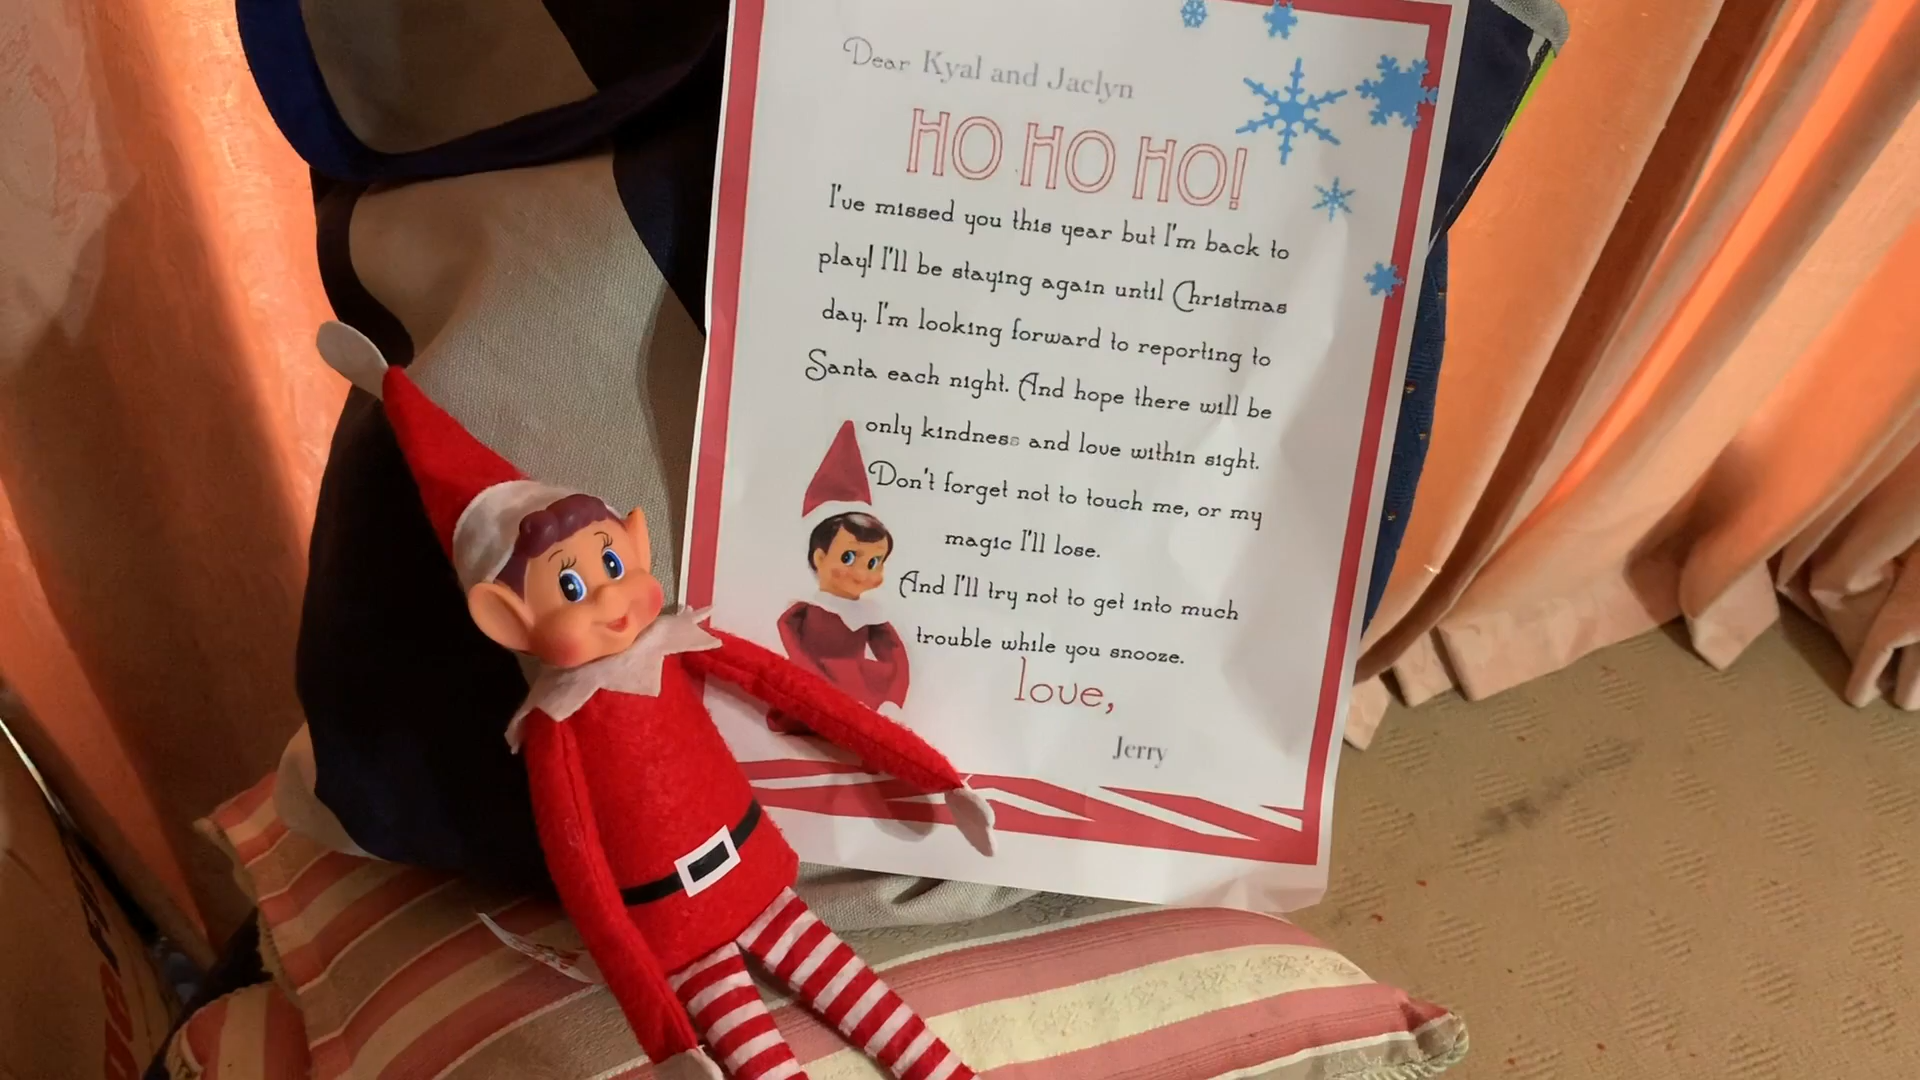 Dear Kyal and Jaclyn
HO HO HO!
I've missed you this year but I'm back to
play! I'll be staying again until Christmas
day. I'm looking forward to reporting to
Santa each night. And hope there will be
only kindness and love within sight.
Don't forget not to touch me, or my
magic I'll lose.
And I'll try not to get into much
trouble while you snooze.
love,
Jerry